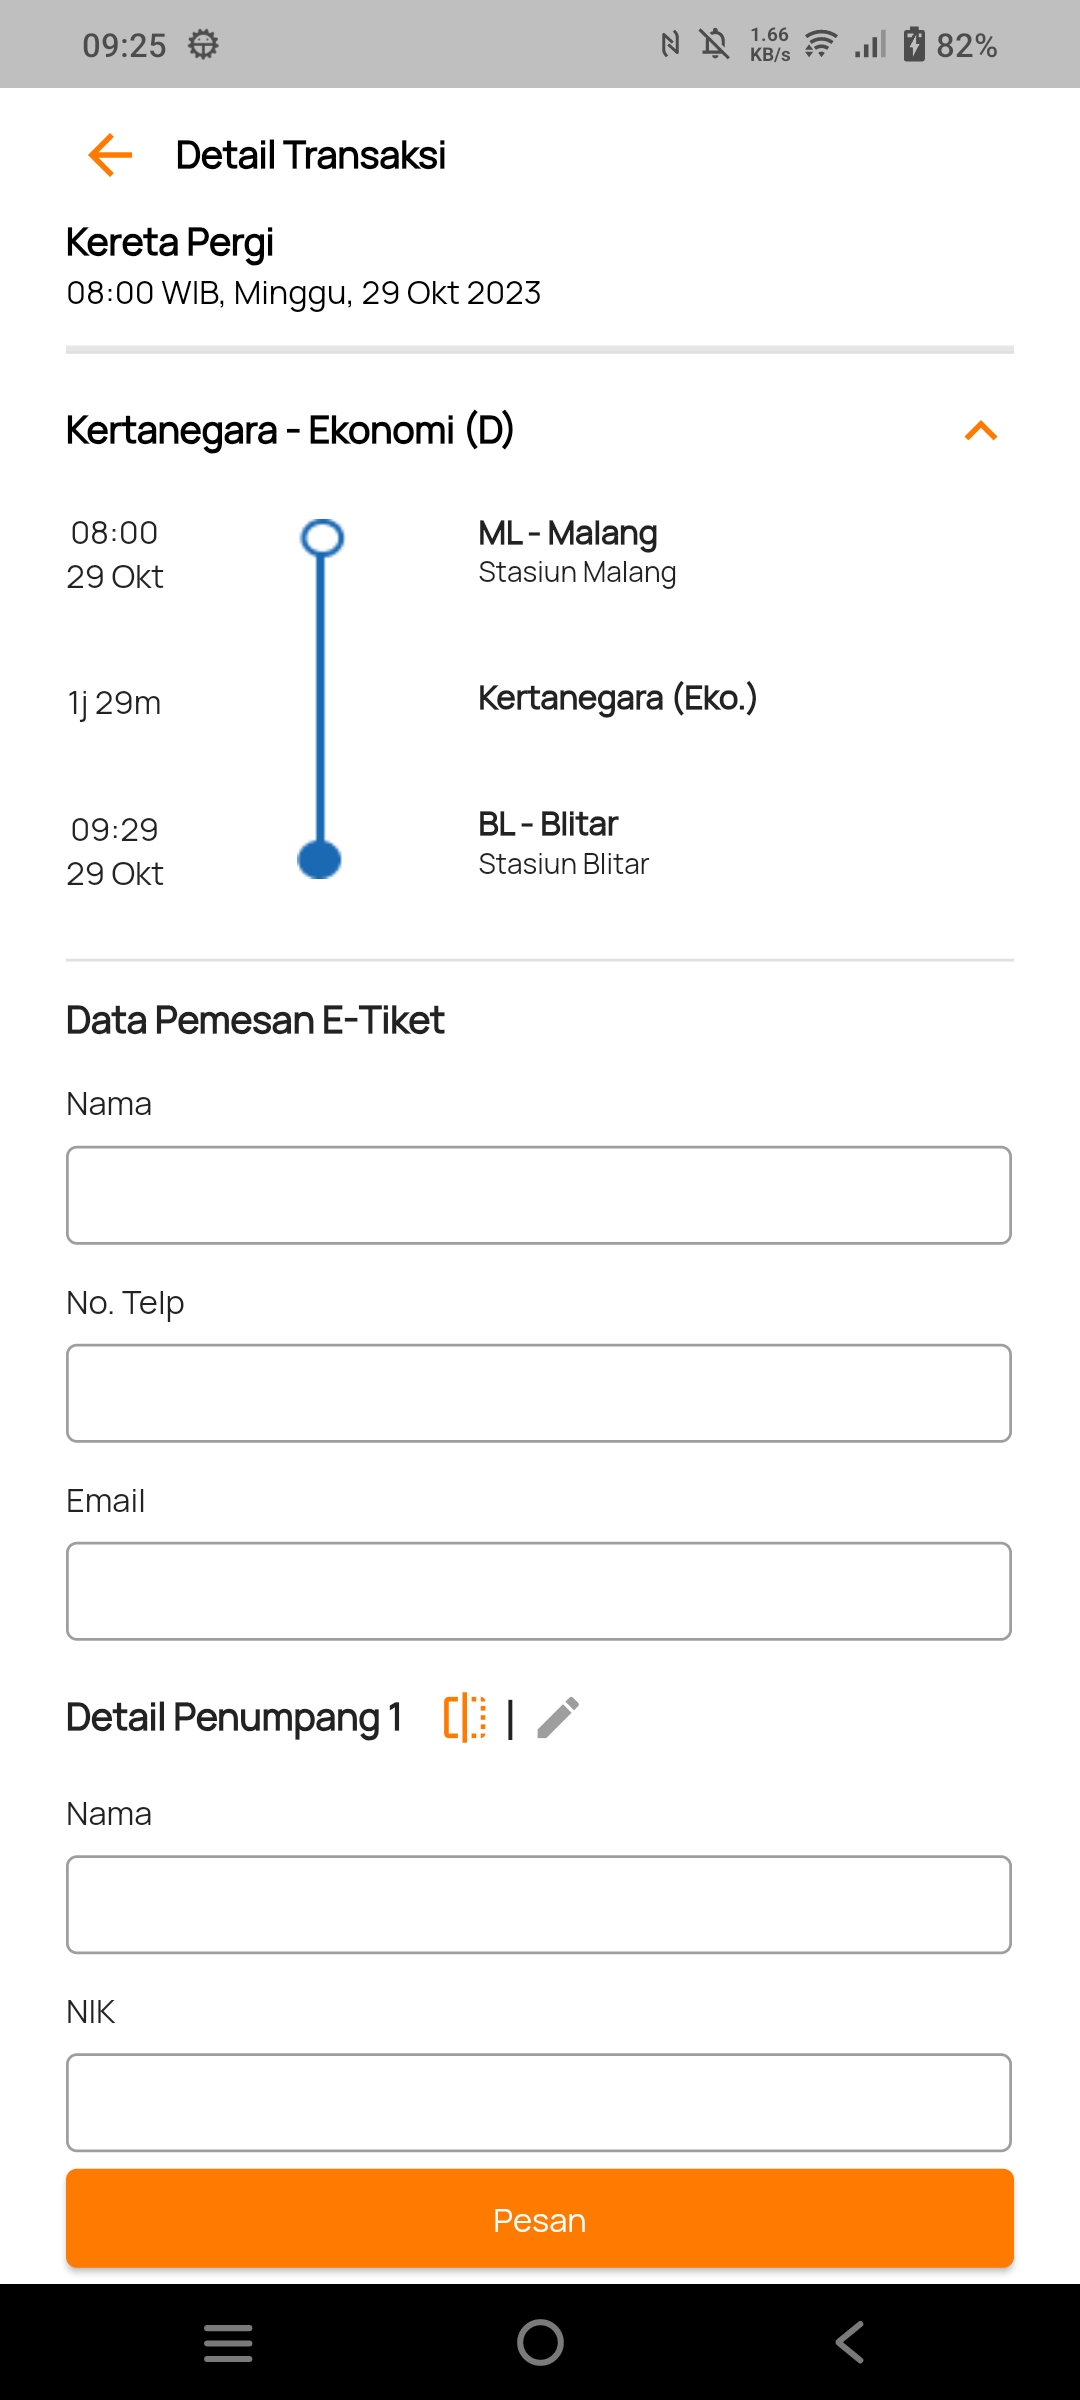 09:25
1.66
KB/s
82%
Detail Transaksi
Kereta Pergi
08:00 WIB, Minggu, 29 Okt 2023
Kertanegara - Ekonomi (D)
08:00
29 Okt
ML - Malang
Stasiun Malang
1j 29m
Kertanegara (Eko.)
09:29
29 Okt
BL - Blitar
Stasiun Blitar
Data Pemesan E-Tiket
Nama
No. Telp
Email
Detail Penumpang 1
|
Nama
NIK
Pesan